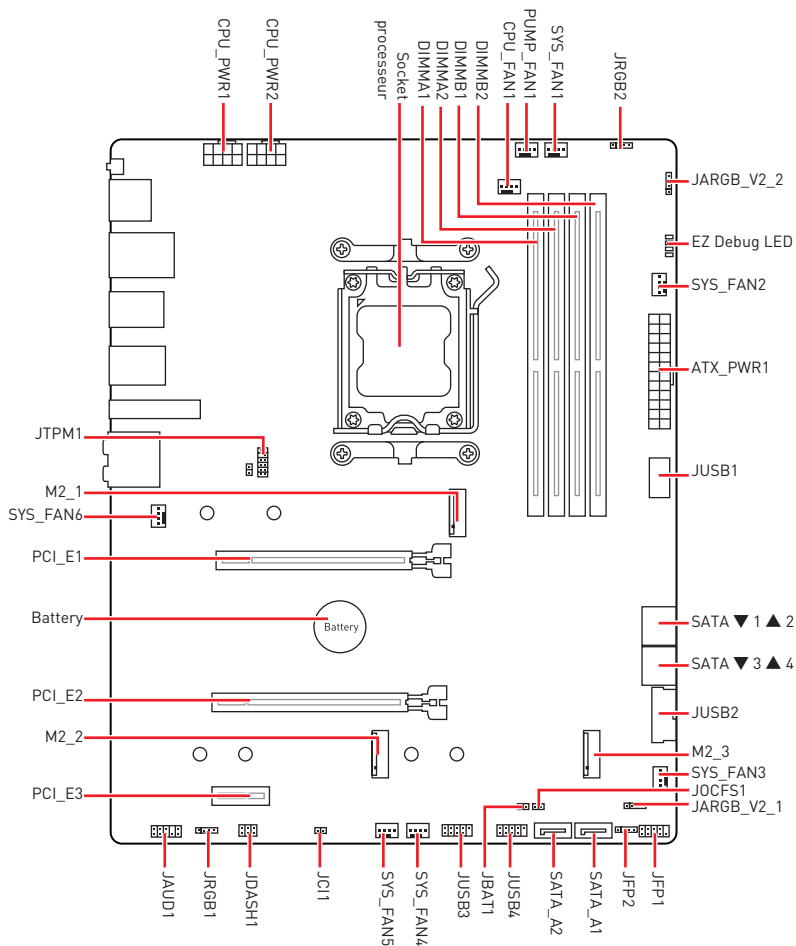 CPU_PWR1
CPU_PWR2
Socket
processeur
DIMMA1
DIMMA2
DIMMB1
DIMMB2
CPU_FAN1
PUMP_FAN1
SYS_FAN1
JRGB2
JARGB_V2_2
EZ Debug LED
SYS_FAN2
ATX_PWR1
JTPM1
JUSB1
M2_1
SYS_FAN6
PCI_E1
Battery
Battery
SATA ▼ 1 ▲ 2
SATA ▼ 3 ▲ 4
PCI_E2
JUSB2
M2_2
M2_3
SYS_FAN3
PCI_E3
JOCFS1
JARGB_V2_1
JAUD1
JRGB1
JDASH1
JCI1
SYS_FAN5
SYS_FAN4
JUSB3
JBAT1
JUSB4
SATA_A2
SATA_A1
JFP2
JFP1